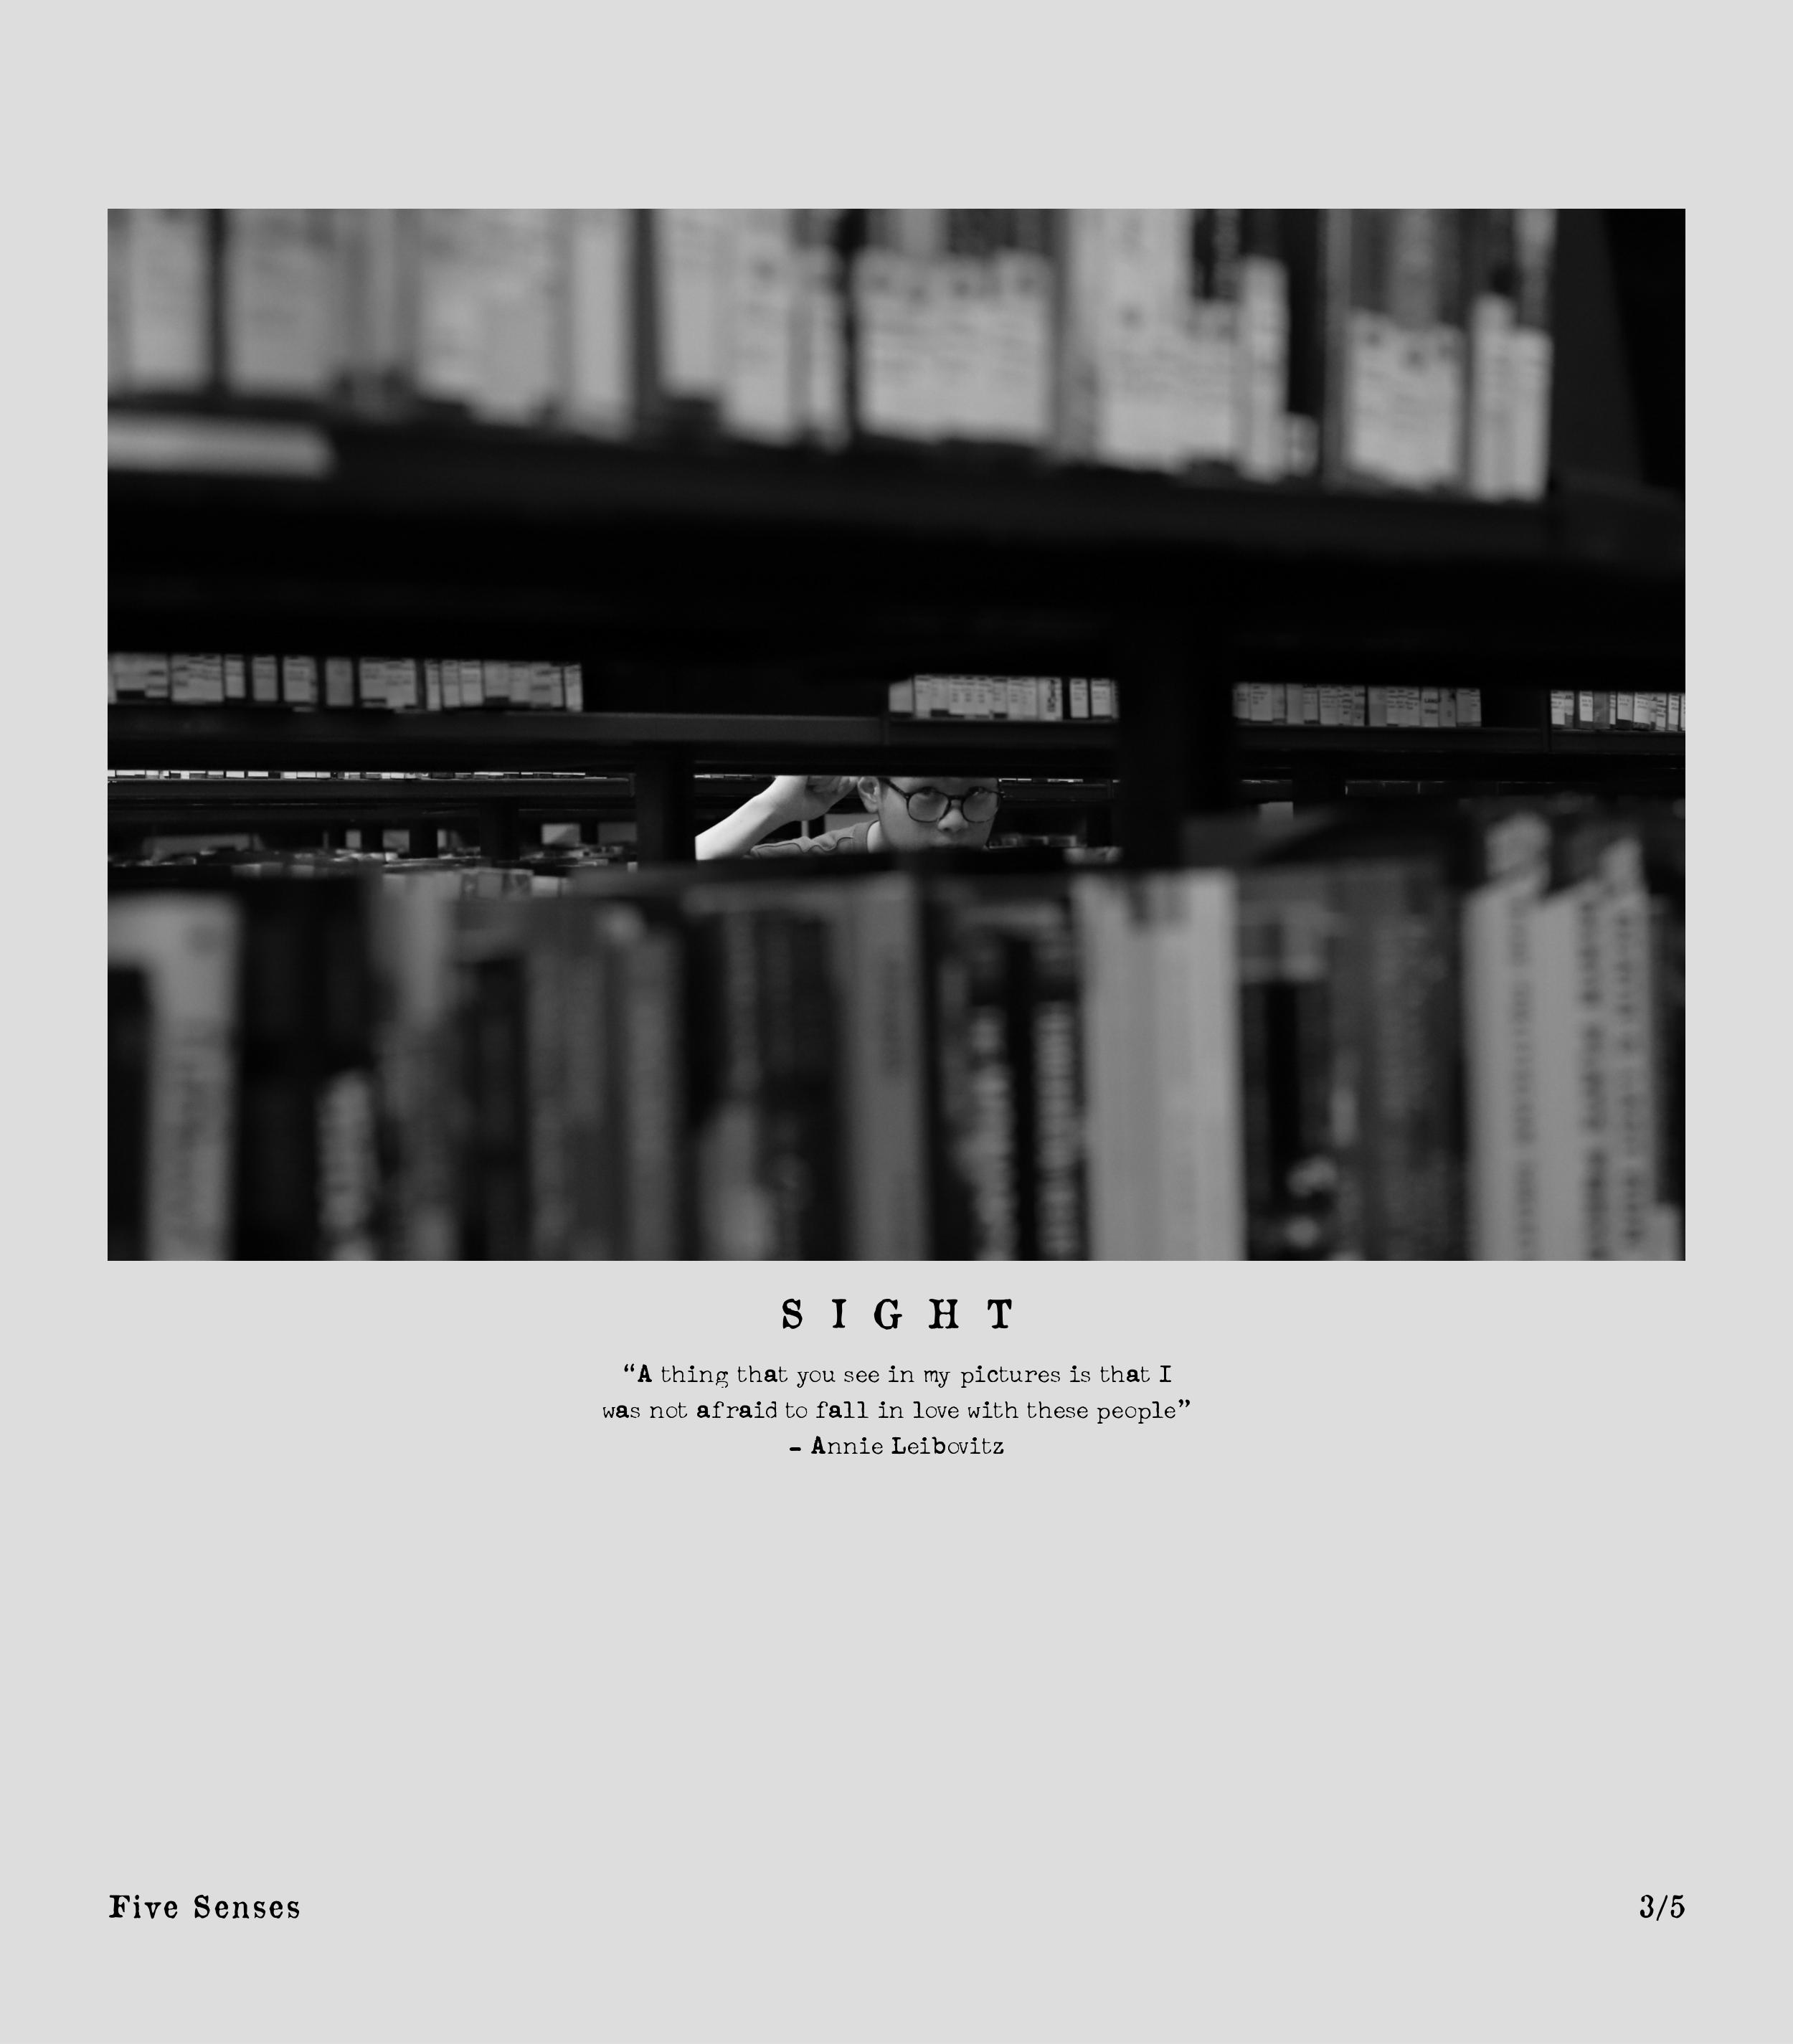 S I G H T
“A thing that you see in my pictures is that I
was not afraid to fall in love with these people”
- Annie Leibovitz
Five Senses
3/5